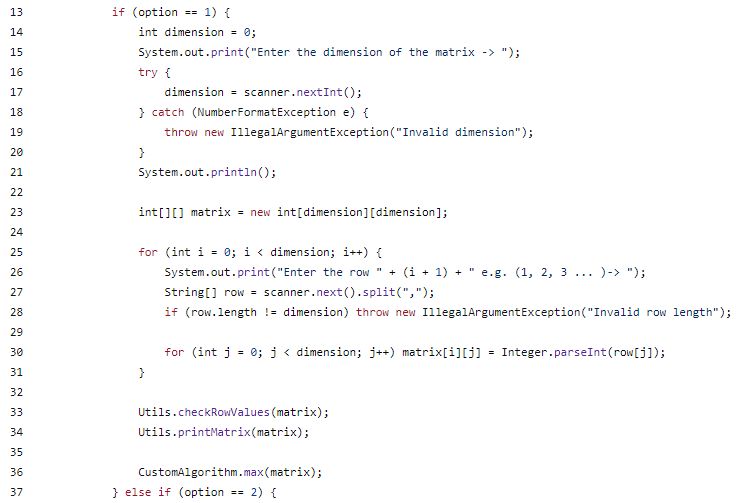 13 if (option == 1) {
14 int dimension = 0;
15 System.out.print("Enter the dimension of the matrix -> ");
16 try {
17 dimension = scanner.nextInt();
18 } catch (NumberFormatException e) {
19 throw new IllegalArgumentException("Invalid dimension");
20 }
21 System.out.println();
22
23 int[][] matrix = new int[dimension][dimension];
24
25 for (int i = 0; i < dimension; i++) {
26 System.out.print("Enter the row " + (i + 1) + " e.g. (1, 2, 3 ... )-> ");
27 String[] row = scanner.next().split(",");
28 if (row.length != dimension) throw new IllegalArgumentException("Invalid row length");
29
30 for (int j = 0; j < dimension; j++) matrix[i][j] = Integer.parseInt(row[j]);
31 }
32
33 Utils.checkRowValues(matrix);
34 Utils.printMatrix(matrix);
35
36 CustomAlgorithm.max(matrix);
37 } else if (option == 2) {